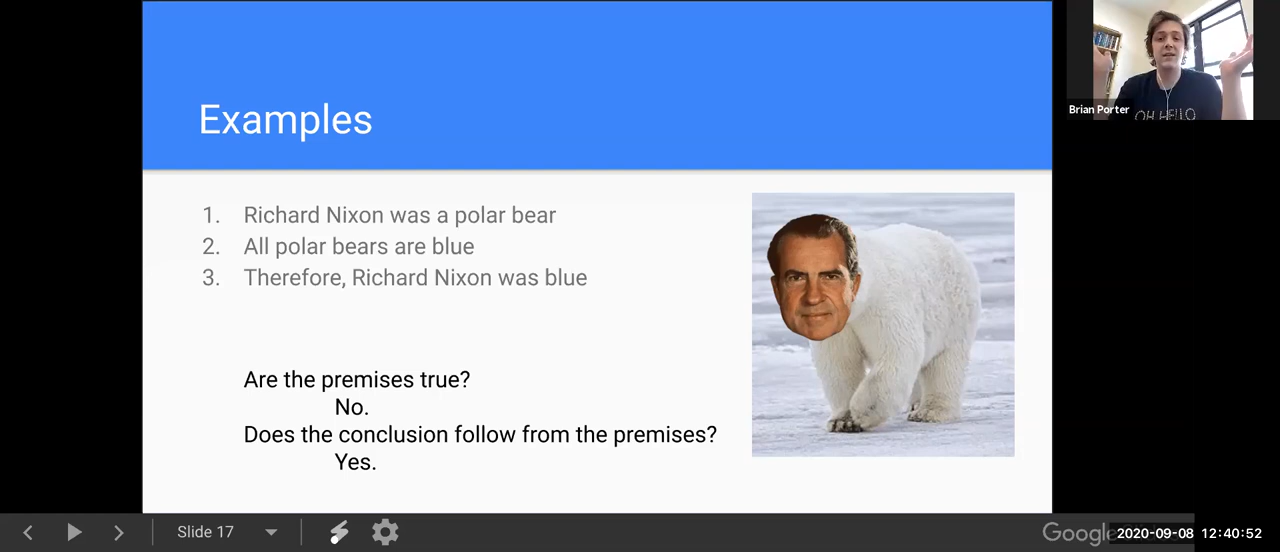 Examples
Brian Porter
OH HELLO
1. Richard Nixon was a polar bear
2. All polar bears are blue
3. Therefore, Richard Nixon was blue
Are the premises true?
No.
Does the conclusion follow from the premises?
Yes.
Slide 17
Google
2020-09-08 12:40:52